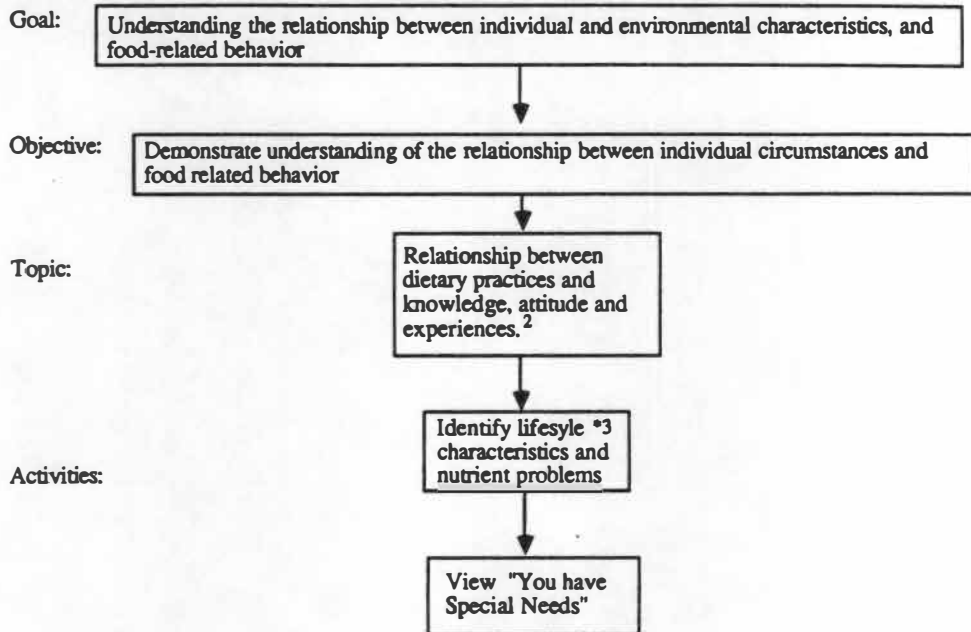 Goal:
Understanding the relationship between individual and environmental characteristics, and
food-related behavior
Objective:
Demonstrate understanding of the relationship between individual circumstances and
food related behavior
Topic:
Relationship between
dietary practices and
knowledge, attitude and
experiences.2
Activities:
Identify lifesyle *3
characteristics and
nutrient problems
View "You have
Special Needs"